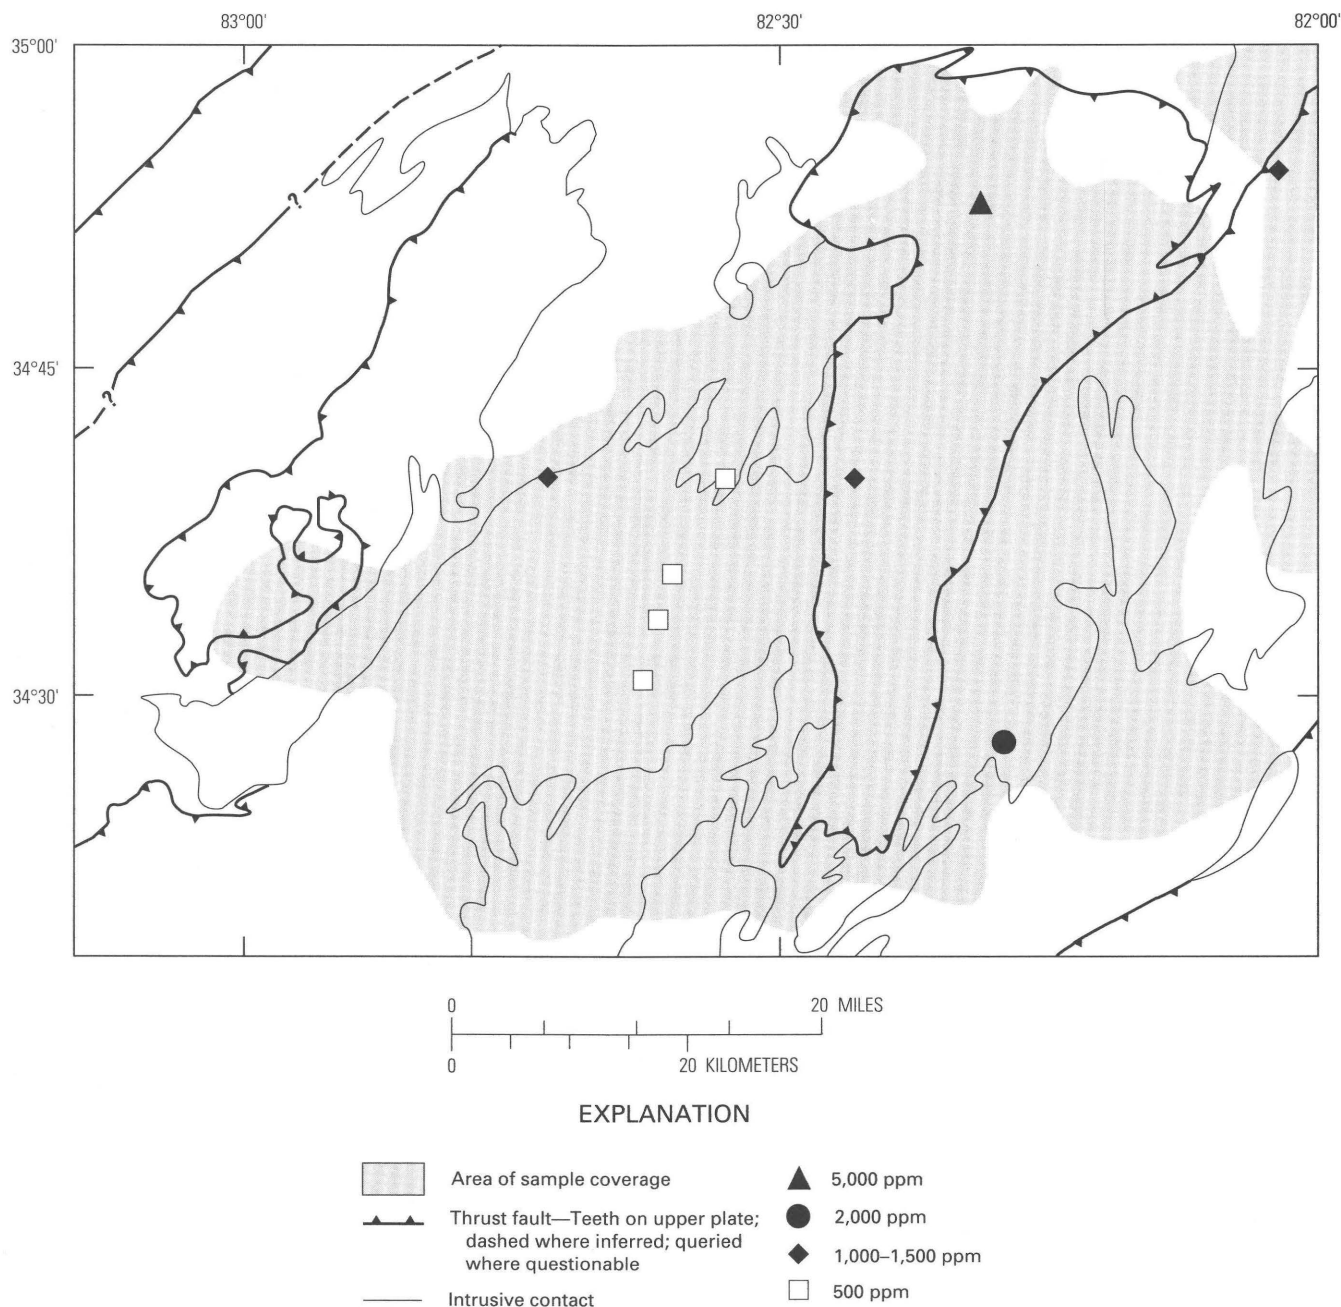 83°00' 82°30' 82°00'
35°00'
?
34°45'
?
34°30'
0 20 MILES
0 20 KILOMETERS
EXPLANATION
Area of sample coverage
Thrust fault—Teeth on upper plate;
dashed where inferred; queried
where questionable
Intrusive contact
5,000 ppm
2,000 ppm
1,000–1,500 ppm
500 ppm